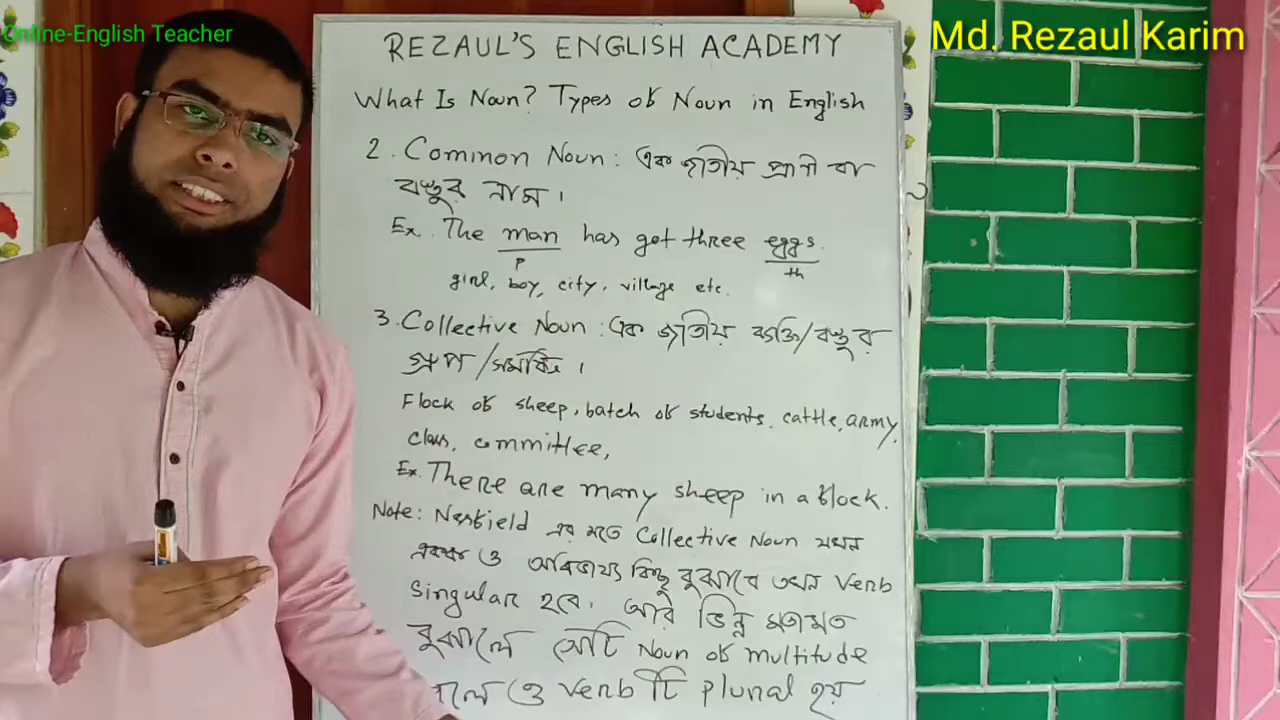 Online-English Teacher
Md. Rezaul Karim
REZAUL'S ENGLISH ACADEMY
What Is Noun? Types of Noun in English
2. Common Noun: এক জাতীয় প্রাণী বা
বস্তুর নাম।
Ex. The man has got three eggs.
P th
girl, boy, city, village etc.
3. Collective Noun: এক জাতীয় ব্যক্তি/বস্তুর
গ্রুপ/সমষ্টি।
Flock of sheep, batch of students, cattle, army,
class, committee,
Ex. There are many sheep in a flock.
Note: Nesfield এর মতে Collective Noun যখন
একক ও অবিভাজ্য কিছু বুঝাবে তখন Verb
singular হবে। আর ভিন্ন মতামত
বুঝালে সেটি Noun of multitude
ও verb টি plural হয়